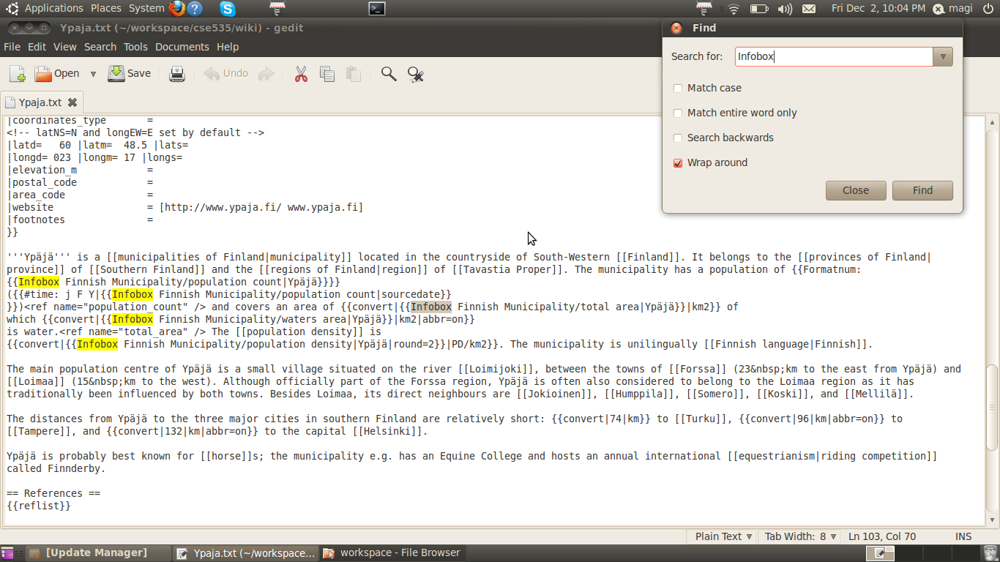 Applications Places System
Fri Dec 2, 10:04 PM magi
Ypaja.txt (~/workspace/cse535/wiki) - gedit
File Edit View Search Tools Documents Help
Open Save Undo
Ypaja.txt
Find
Search for: Infobox
Match case
Match entire word only
Search backwards
Wrap around
Close Find
|coordinates_type =
<!-- latNS=N and longEW=E set by default -->
|latd= 60 |latm= 48.5 |lats=
|longd= 023 |longm= 17 |longs=
|elevation_m =
|postal_code =
|area_code =
|website = [http://www.ypaja.fi/ www.ypaja.fi]
|footnotes =
}}
'''Ypäjä''' is a [[municipalities of Finland|municipality]] located in the countryside of South-Western [[Finland]]. It belongs to the [[provinces of Finland|
province]] of [[Southern Finland]] and the [[regions of Finland|region]] of [[Tavastia Proper]]. The municipality has a population of {{Formatnum:
{{Infobox Finnish Municipality/population count|Ypäjä}}}}
({{#time: j F Y|{{Infobox Finnish Municipality/population count|sourcedate}}
}})<ref name="population_count" /> and covers an area of {{convert|{{Infobox Finnish Municipality/total area|Ypäjä}}|km2}} of
which {{convert|{{Infobox Finnish Municipality/waters area|Ypäjä}}|km2|abbr=on}}
is water.<ref name="total_area" /> The [[population density]] is
{{convert|{{Infobox Finnish Municipality/population density|Ypäjä|round=2}}|PD/km2}}. The municipality is unilingually [[Finnish language|Finnish]].
The main population centre of Ypäjä is a small village situated on the river [[Loimijoki]], between the towns of [[Forssa]] (23&nbsp;km to the east from Ypäjä) and
[[Loimaa]] (15&nbsp;km to the west). Although officially part of the Forssa region, Ypäjä is often also considered to belong to the Loimaa region as it has
traditionally been influenced by both towns. Besides Loimaa, its direct neighbours are [[Jokioinen]], [[Humppila]], [[Somero]], [[Koski]], and [[Mellilä]].
The distances from Ypäjä to the three major cities in southern Finland are relatively short: {{convert|74|km}} to [[Turku]], {{convert|96|km|abbr=on}} to
[[Tampere]], and {{convert|132|km|abbr=on}} to the capital [[Helsinki]].
Ypäjä is probably best known for [[horse]]s; the municipality e.g. has an Equine College and hosts an annual international [[equestrianism|riding competition]]
called Finnderby.
== References ==
{{reflist}}
Plain Text Tab Width: 8 Ln 103, Col 70 INS
[Update Manager] Ypaja.txt (~/workspace... workspace - File Browser